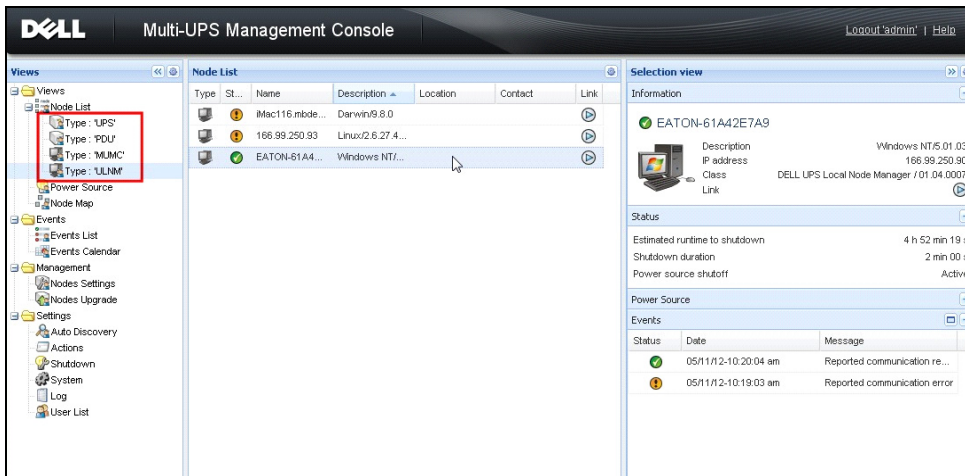 DELL
Multi-UPS Management Console
Logout 'admin' | Help
Views
Views
Node List
Type : 'UPS'
Type : 'PDU'
Type : 'MUMC'
Type : 'ULNM'
Power Source
Node Map
Events
Events List
Events Calendar
Management
Nodes Settings
Nodes Upgrade
Settings
Auto Discovery
Actions
Shutdown
System
Log
User List
Node List
Type St... Name Description Location Contact Link
iMac116.mbde... Darwin/9.8.0
166.99.250.93 Linux/2.6.27.4...
EATON-61A4... Windows NT/...
Selection view
Information
EATON-61A42E7A9
Description Windows NT/5.01.03
IP address 166.99.250.90
Class DELL UPS Local Node Manager / 01.04.0007
Link
Status
Estimated runtime to shutdown 4 h 52 min 19 s
Shutdown duration 2 min 00 s
Power source shutoff Active
Power Source
Events
Status Date Message
05/11/12-10:20:04 am Reported communication re...
05/11/12-10:19:03 am Reported communication error